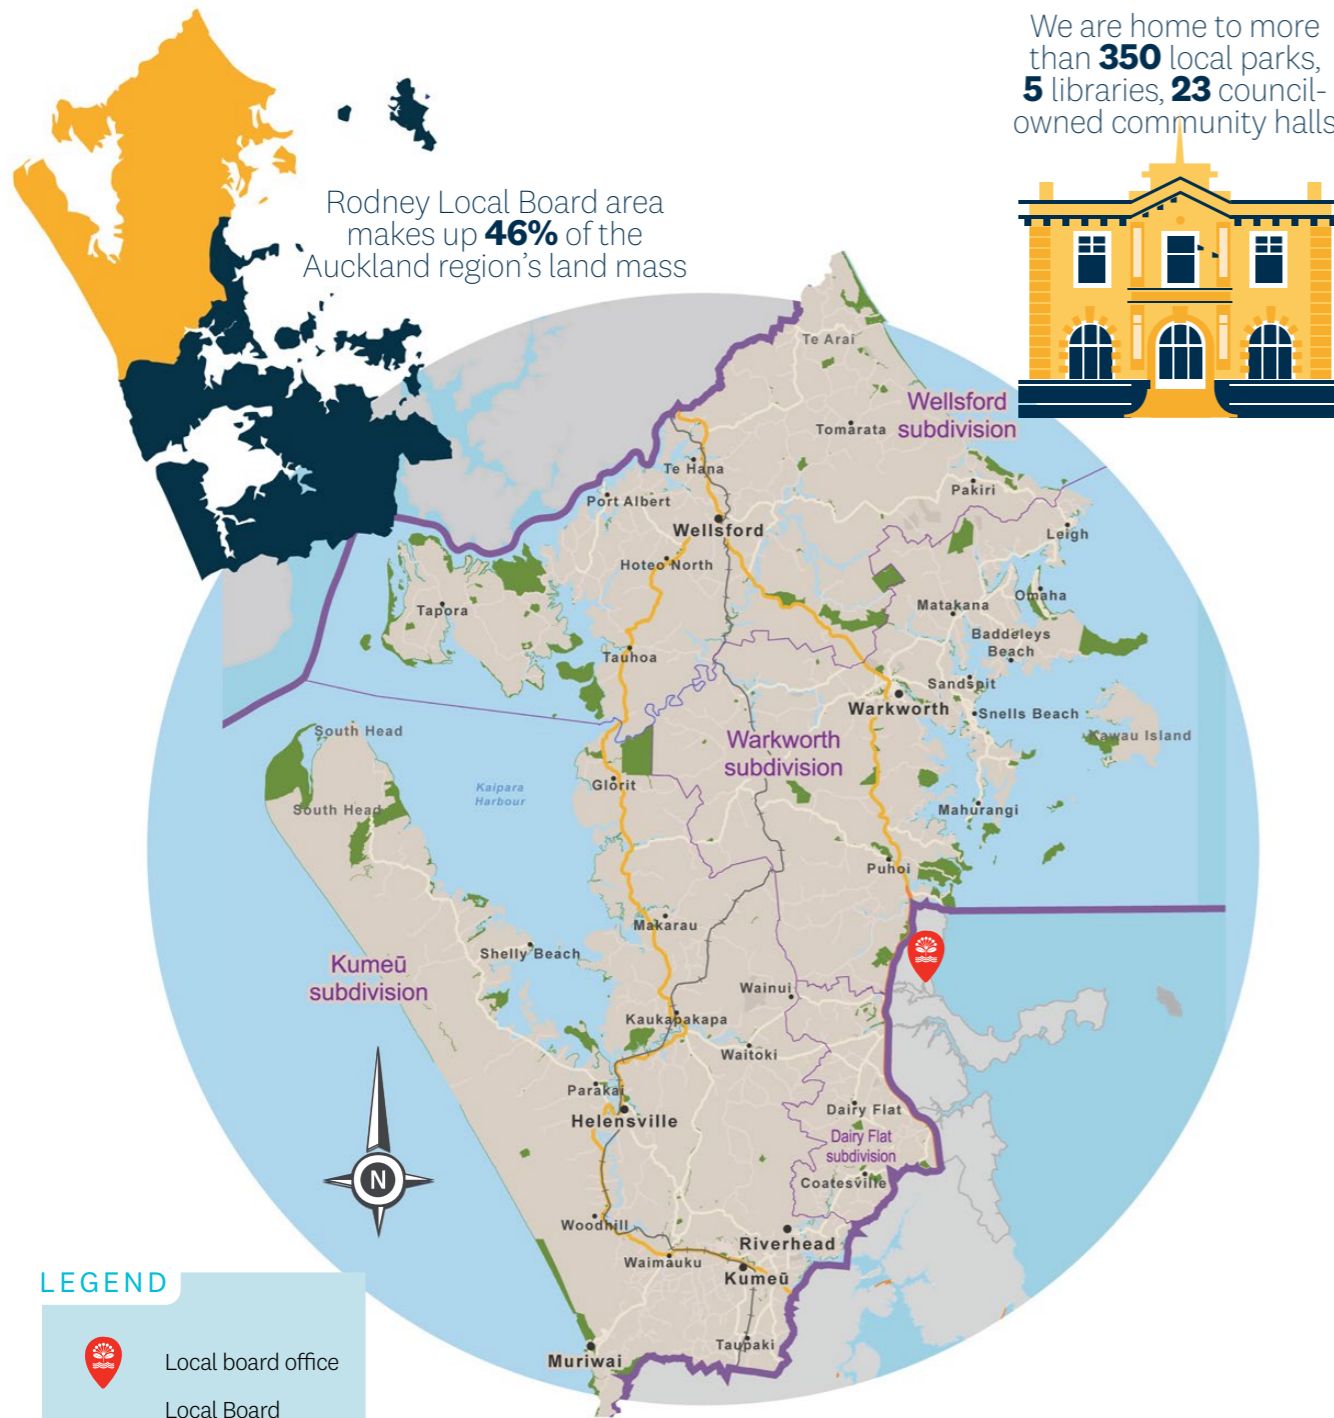 We are home to more
than 350 local parks,
5 libraries, 23 council-
owned community halls
Rodney Local Board area
makes up 46% of the
Auckland region's land mass
Te Arai
Wellsford
subdivision
Tomarata
Te Hana
Pakiri
Port Albert
Wellsford
Leigh
Hoteo North
Omaha
Matakana
Tapora
Baddeleys
Beach
Tauhoa
Sandspit
Warkworth
Snells Beach
South Head
Kawau Island
Warkworth
subdivision
Glorit
Kaipara
Harbour
South Head
Mahurangi
Puhoi
Makarau
Shelly Beach
Kumeū
subdivision
Wainui
Kaukapakapa
Waitoki
Parakai
Dairy Flat
Helensville
Dairy Flat
subdivision
N
Coatesville
Woodhill
Riverhead
Waimauku
Kumeū
LEGEND
Taupaki
Muriwai
Local board office
Local Board